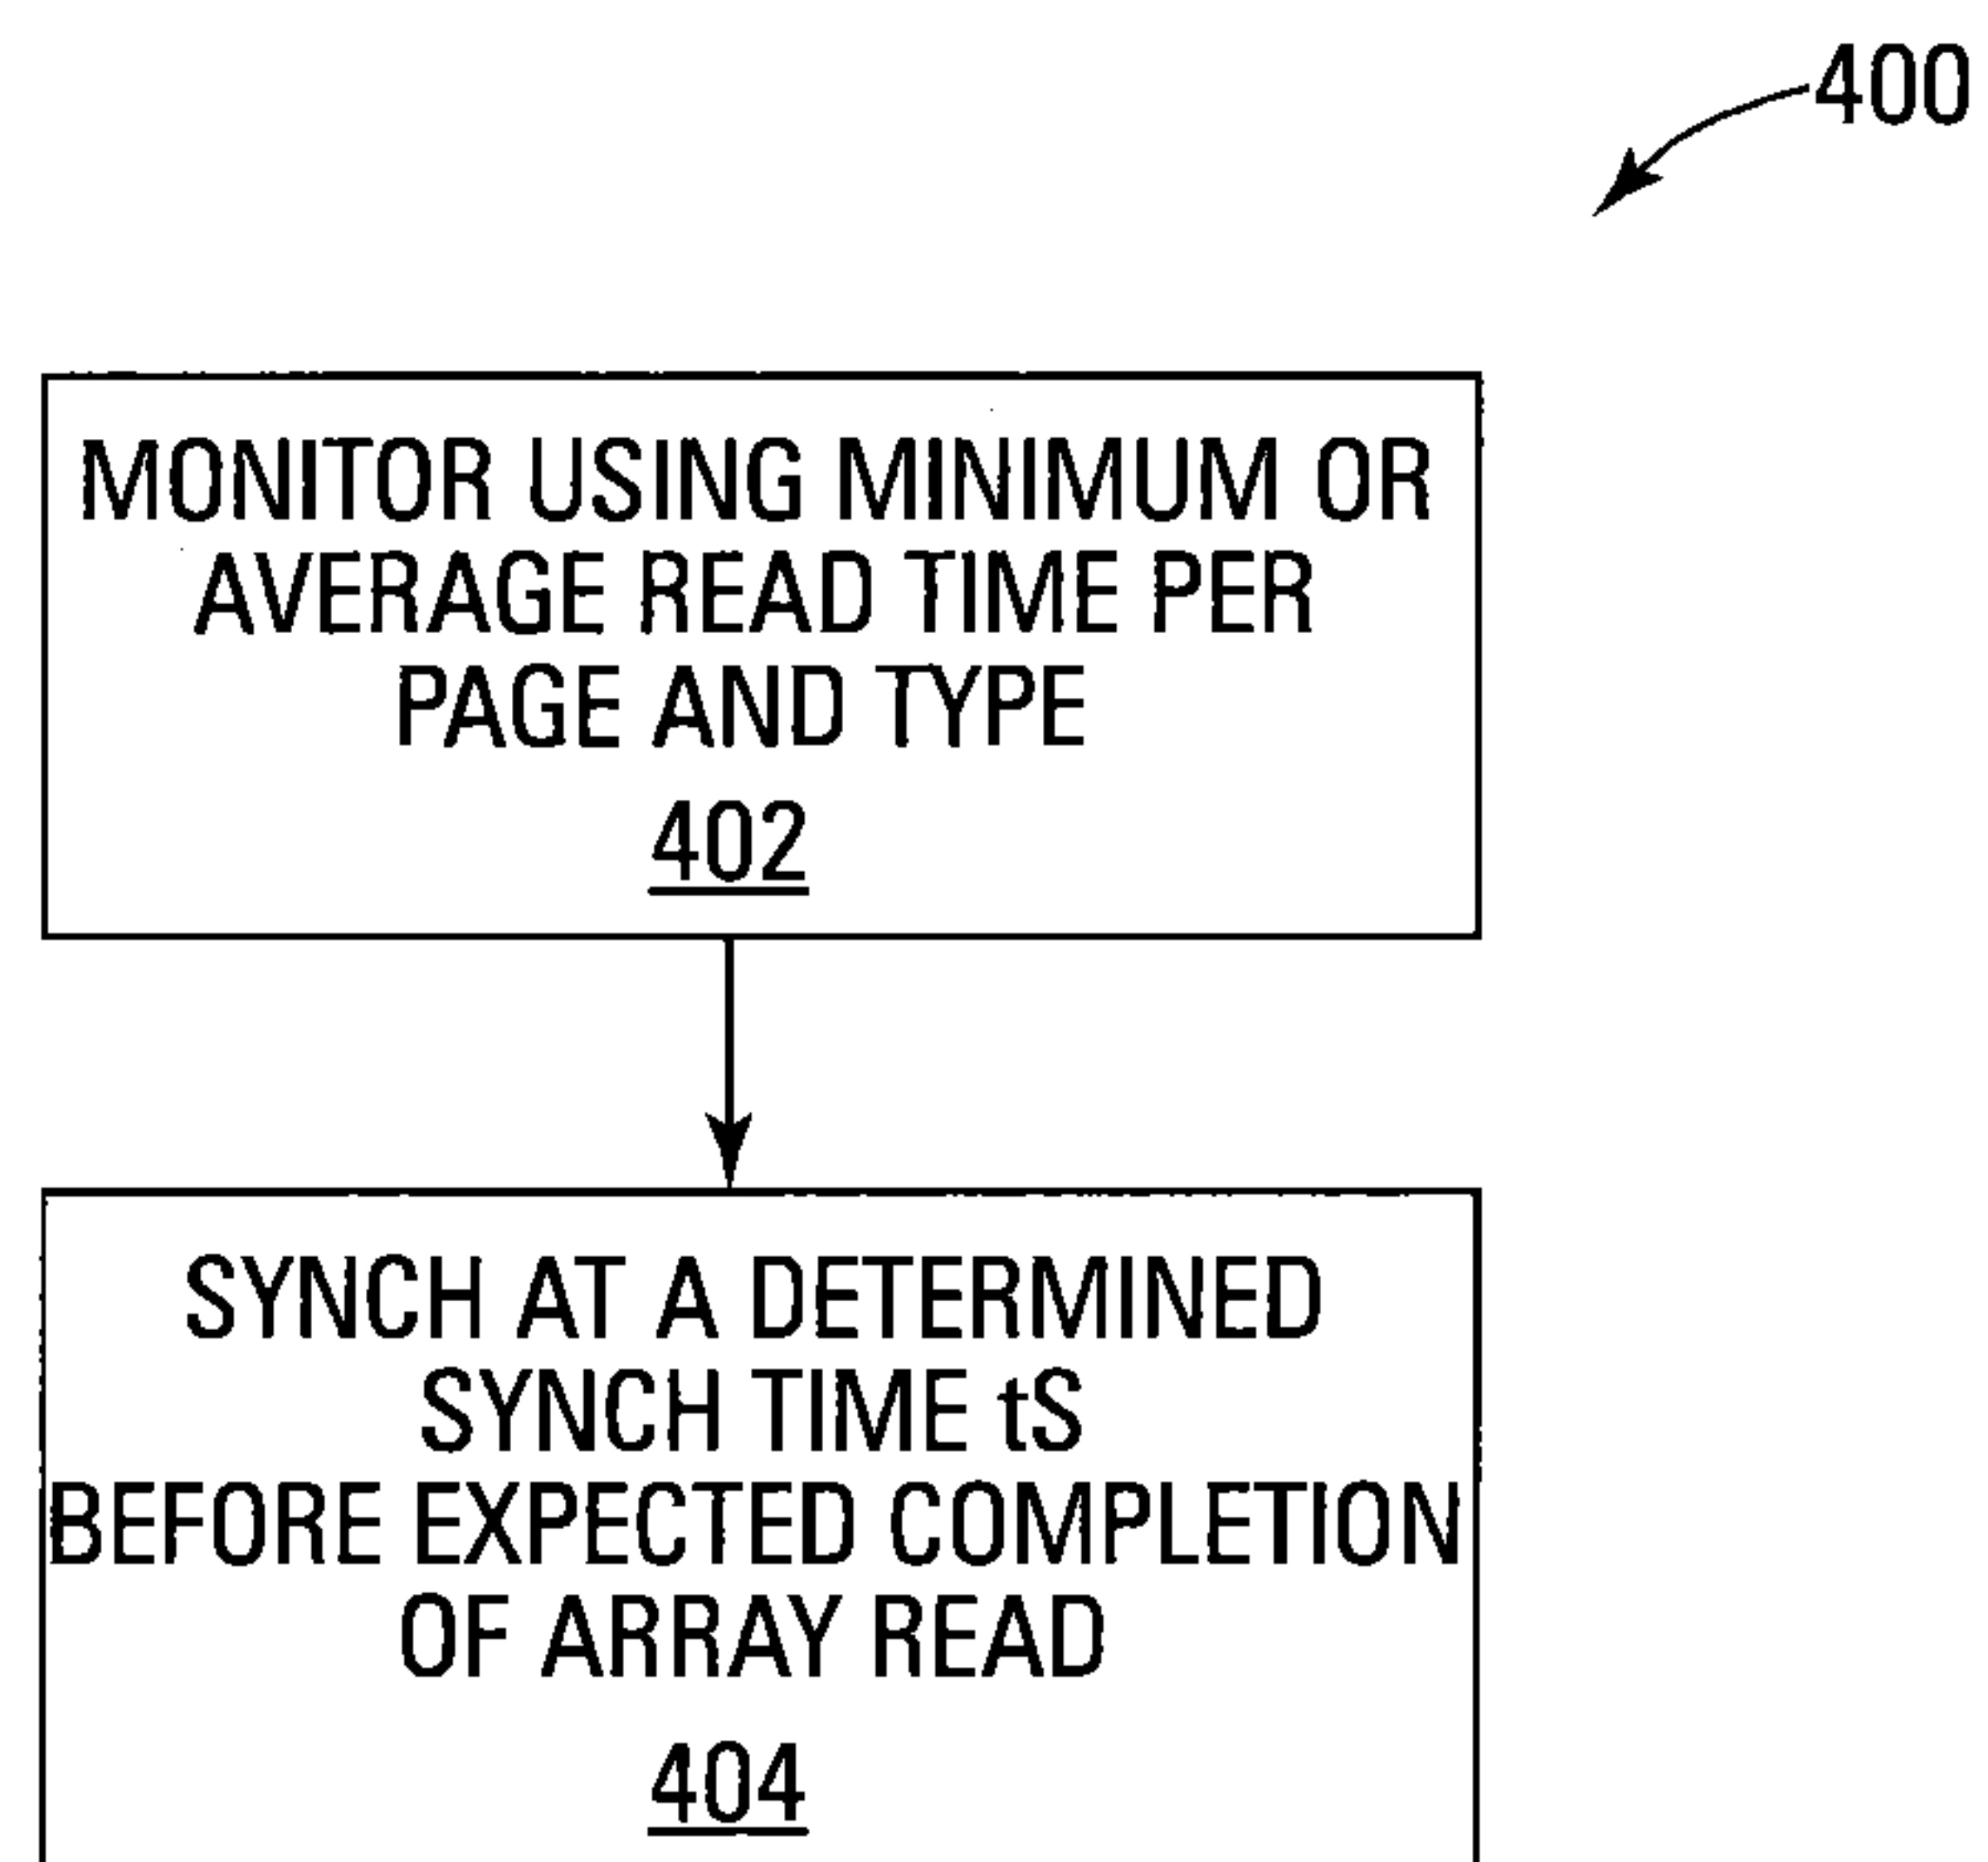 400
MONITOR USING MINIMUM OR
AVERAGE READ TIME PER
PAGE AND TYPE
402
SYNCH AT A DETERMINED
SYNCH TIME tS
BEFORE EXPECTED COMPLETION
OF ARRAY READ
404